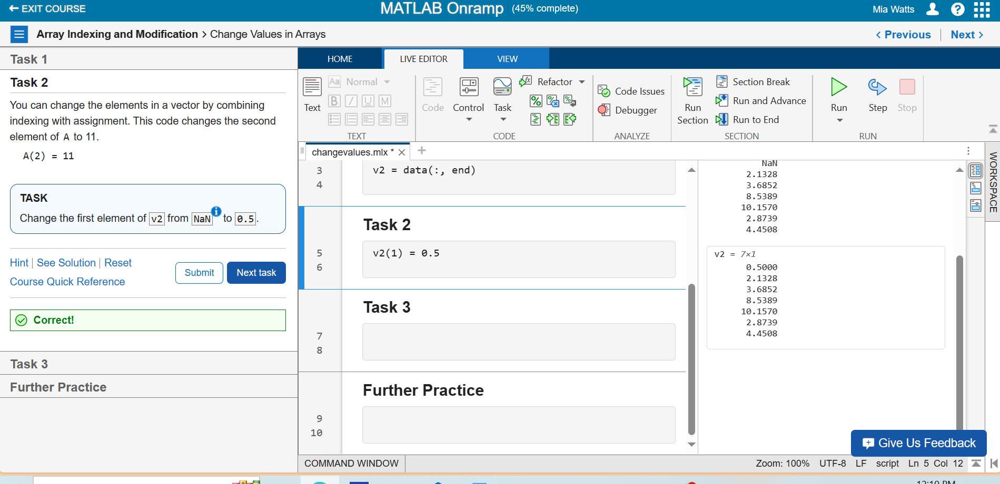 ← EXIT COURSE
MATLAB Onramp (45% complete)
Mia Watts
Array Indexing and Modification > Change Values in Arrays
< Previous | Next >
Task 1
Task 2
You can change the elements in a vector by combining
indexing with assignment. This code changes the second
element of A to 11.
A(2) = 11
TASK
Change the first element of v2 from NaN to 0.5.
Hint | See Solution | Reset
Course Quick Reference
Submit
Next task
Correct!
Task 3
Further Practice
HOME
LIVE EDITOR
VIEW
Text
Aa Normal
B I U M
TEXT
Code
Control
Task
Refactor
CODE
Code Issues
Debugger
ANALYZE
Run
Section
Section Break
Run and Advance
Run to End
SECTION
Run
Step
Stop
RUN
changevalues.mlx *
3 v2 = data(:, end)
4
Task 2
5 v2(1) = 0.5
6
Task 3
7
8
Further Practice
9
10
NaN
2.1328
3.6852
8.5389
10.1570
2.8739
4.4508
v2 = 7×1
0.5000
2.1328
3.6852
8.5389
10.1570
2.8739
4.4508
WORKSPACE
Give Us Feedback
COMMAND WINDOW
Zoom: 100% UTF-8 LF script Ln 5 Col 12
12:10 PM